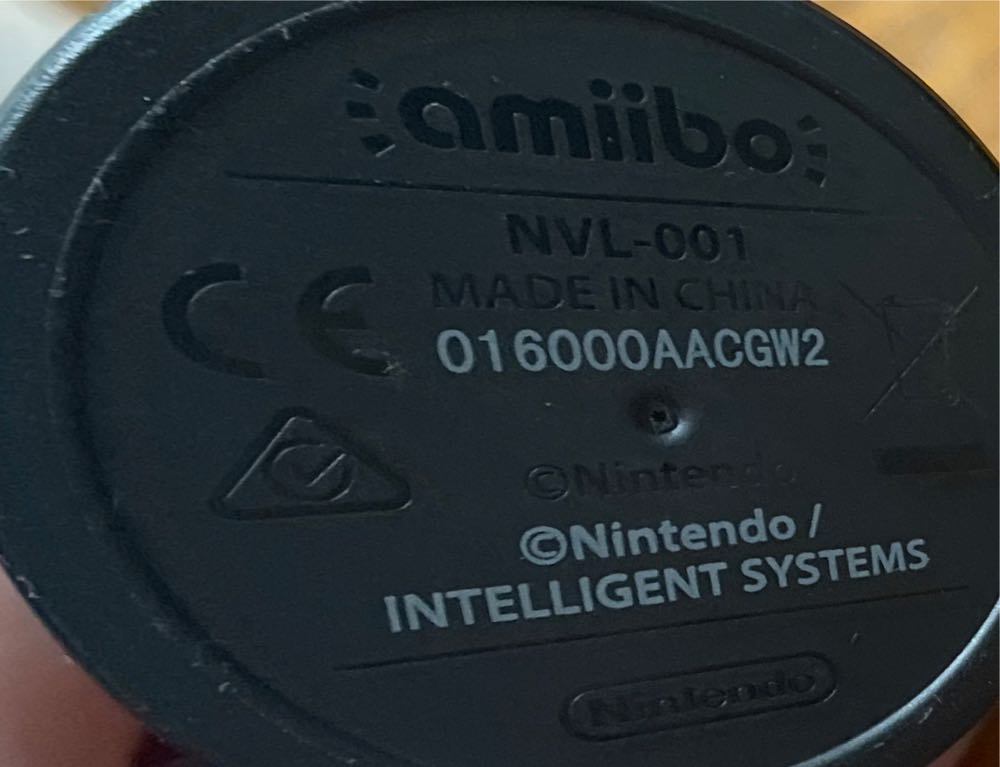 amiibo
NVL-001
MADE IN CHINA
CE
016000AACGW2
©Nintendo
©Nintendo /
INTELLIGENT SYSTEMS
Nintendo